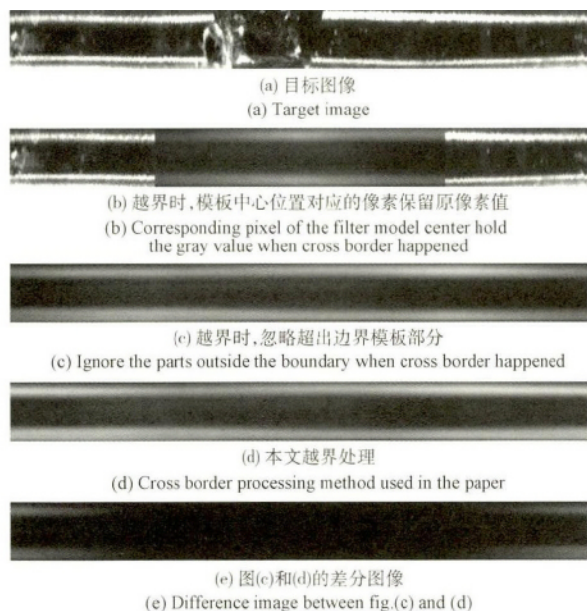 (a) 目标图像
(a) Target image
(b) 越界时,模板中心位置对应的像素保留原像素值
(b) Corresponding pixel of the filter model center hold
the gray value when cross border happened
(c) 越界时,忽略超出边界模板部分
(c) Ignore the parts outside the boundary when cross border happened
(d) 本文越界处理
(d) Cross border processing method used in the paper
(e) 图(c)和(d)的差分图像
(e) Difference image between fig.(c) and (d)